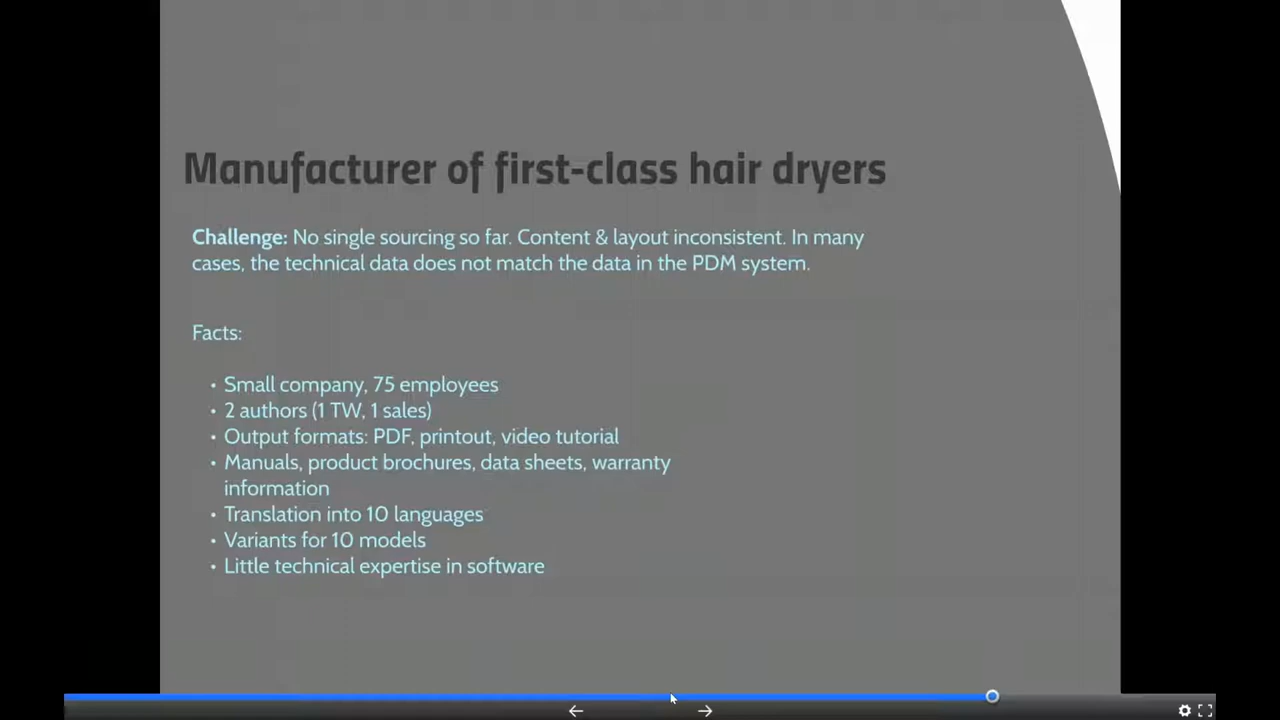 Manufacturer of first-class hair dryers
Challenge: No single sourcing so far. Content & layout inconsistent. In many
cases, the technical data does not match the data in the PDM system.
Facts:
• Small company, 75 employees
• 2 authors (1 TW, 1 sales)
• Output formats: PDF, printout, video tutorial
• Manuals, product brochures, data sheets, warranty
information
• Translation into 10 languages
• Variants for 10 models
• Little technical expertise in software